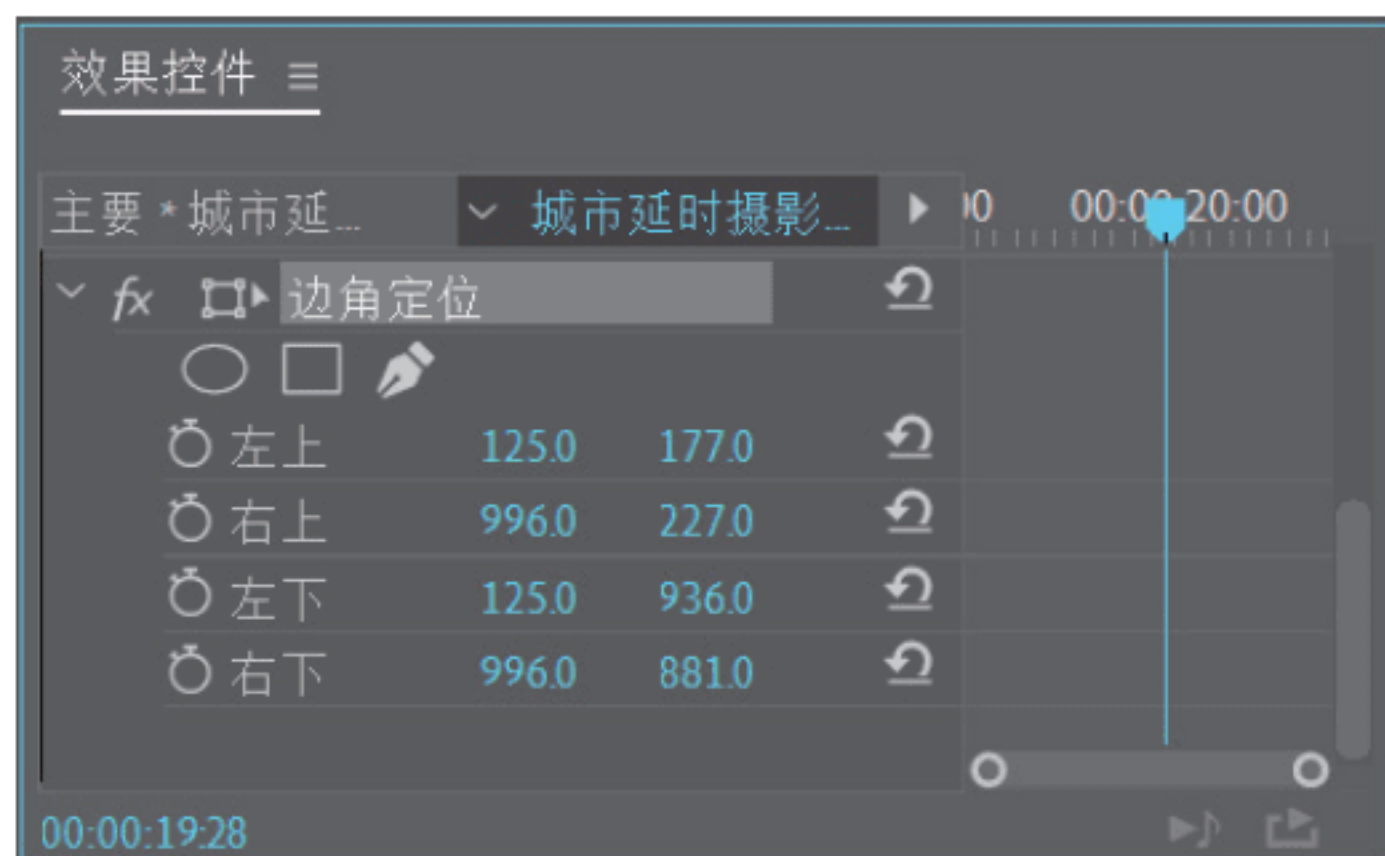 效果控件
主要*城市延... 城市延时摄影... 00 00:00:20:00
fx 边角定位
左上 125.0 177.0
右上 996.0 227.0
左下 125.0 936.0
右下 996.0 881.0
00:00:19:28